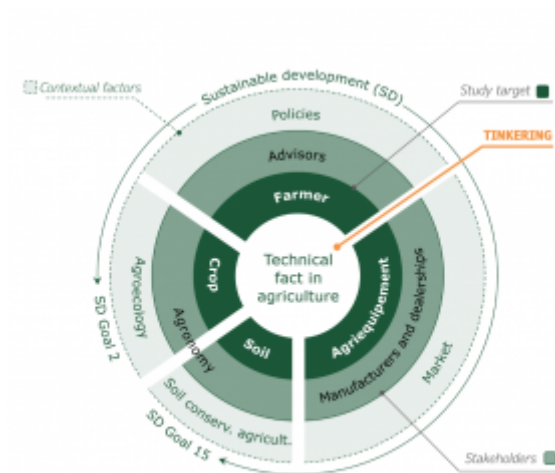 Sustainable development (SD)
Contextual factors
Study target
Policies
TINKERING
Advisors
Farmer
Technical
fact in
agriculture
Crop
Agroecology
Agriequipement
Manufacturers and dealerships
Market
SD Goal 2
Agronomy
Soil
Soil conserv. agricult.
SD Goal 15
Stakeholders